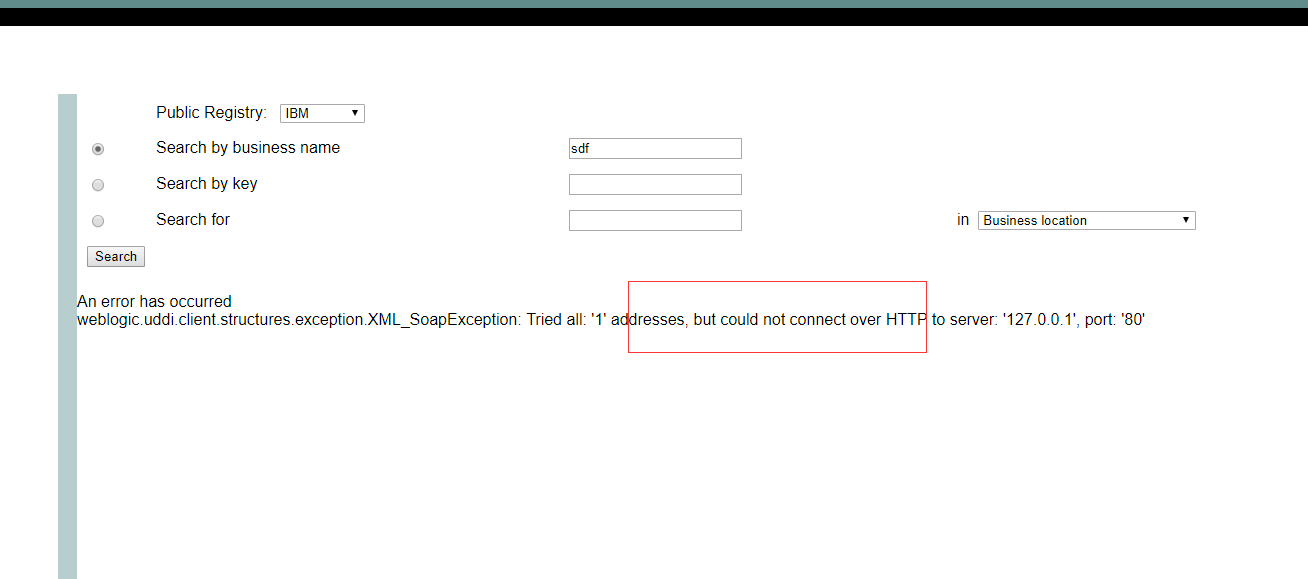 Public Registry: IBM
Search by business name sdf
Search by key
Search for in Business location
Search
An error has occurred
weblogic.uddi.client.structures.exception.XML_SoapException: Tried all: '1' addresses, but could not connect over HTTP to server: '127.0.0.1', port: '80'